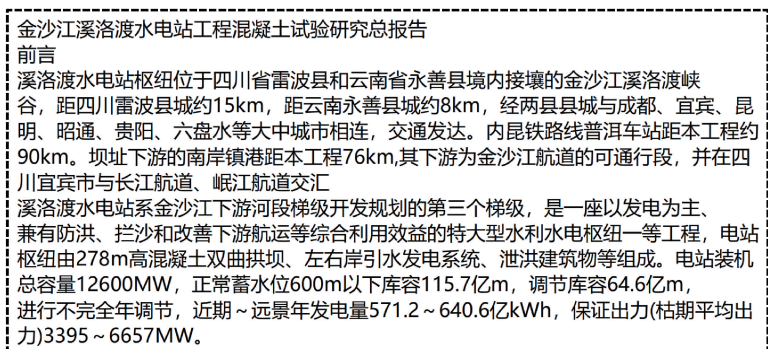 金沙江溪洛渡水电站工程混凝土试验研究总报告
前言
溪洛渡水电站枢纽位于四川省雷波县和云南省永善县境内接壤的金沙江溪洛渡峡
谷，距四川雷波县城约15km，距云南永善县城约8km，经两县县城与成都、宜宾、昆
明、昭通、贵阳、六盘水等大中城市相连，交通发达。内昆铁路线普洱车站距本工程约
90km。坝址下游的南岸镇港距本工程76km,其下游为金沙江航道的可通行段，并在四
川宜宾市与长江航道、岷江航道交汇
溪洛渡水电站系金沙江下游河段梯级开发规划的第三个梯级，是一座以发电为主、
兼有防洪、拦沙和改善下游航运等综合利用效益的特大型水利水电枢纽一等工程，电站
枢纽由278m高混凝土双曲拱坝、左右岸引水发电系统、泄洪建筑物等组成。电站装机
总容量12600MW，正常蓄水位600m以下库容115.7亿m，调节库容64.6亿m，
进行不完全年调节，近期～远景年发电量571.2～640.6亿kWh，保证出力(枯期平均出
力)3395～6657MW。